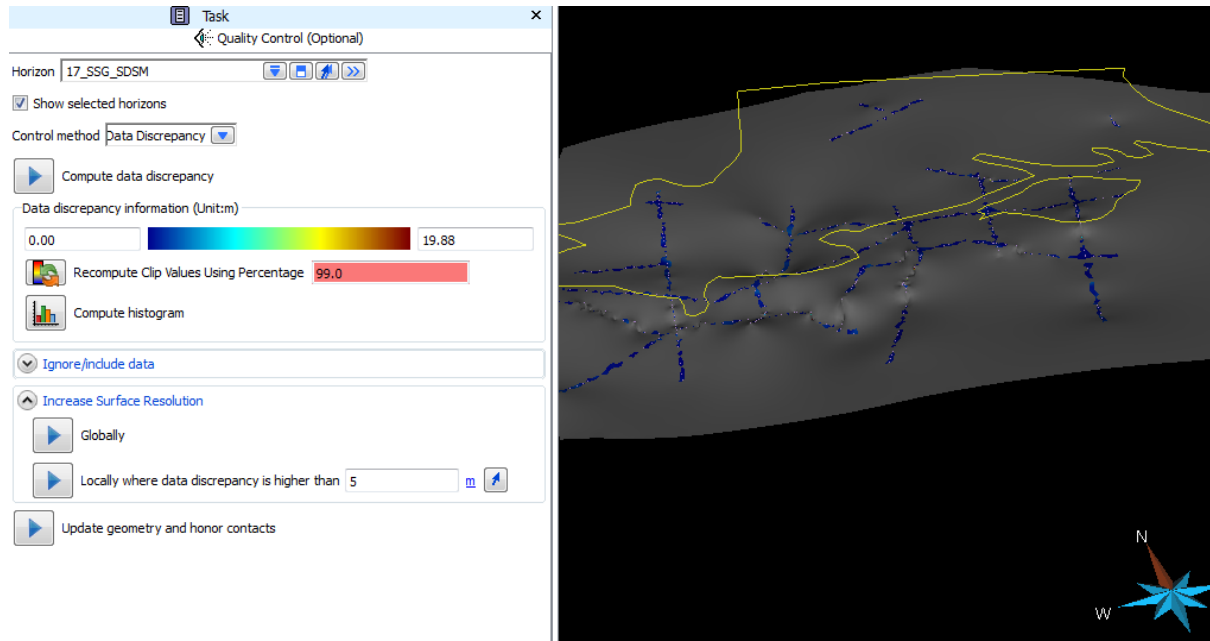 Task
Quality Control (Optional)
Horizon 17_SSG_SDSM
Show selected horizons
Control method Data Discrepancy
Compute data discrepancy
Data discrepancy information (Unit:m)
0.00 19.88
Recompute Clip Values Using Percentage 99.0
Compute histogram
Ignore/include data
Increase Surface Resolution
Globally
Locally where data discrepancy is higher than 5 m
Update geometry and honor contacts
N
W